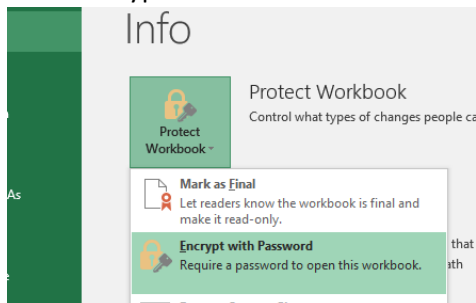 Info
Protect Workbook
Control what types of changes people ca
Protect
Workbook
As
Mark as Final
Let readers know the workbook is final and
make it read-only.
Encrypt with Password
that
Require a password to open this workbook.
ath